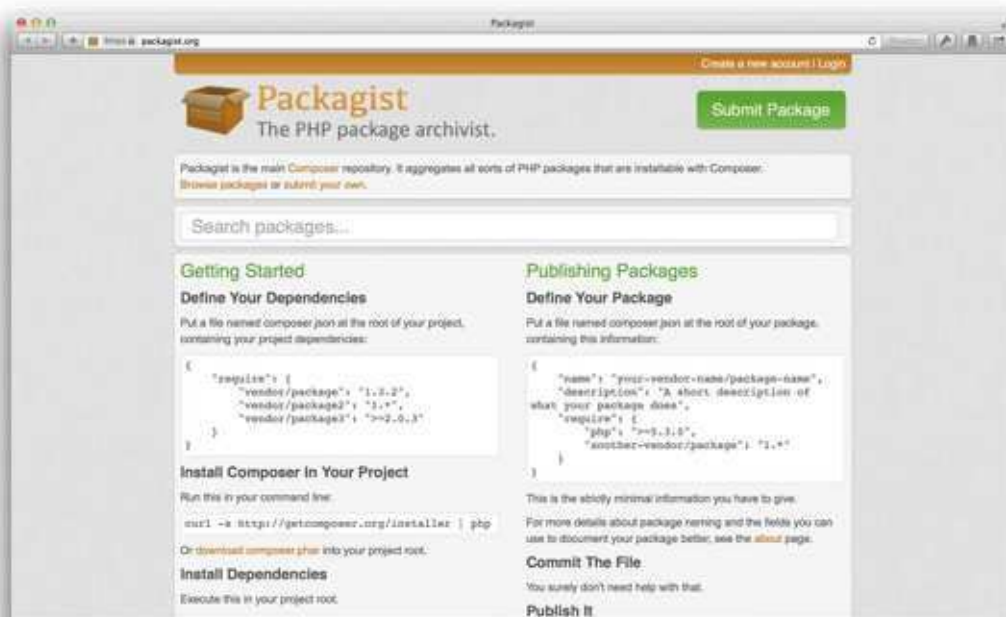 Packagist
packagist.org
Create a new account | Login
Packagist
The PHP package archivist.
Submit Package
Packagist is the main Composer repository. It aggregates all sorts of PHP packages that are installable with Composer.
Browse packages or submit your own.
Search packages...
Getting Started
Define Your Dependencies
Put a file named composer.json at the root of your project,
containing your project dependencies:
{
"require": {
"vendor/package": "1.3.2",
"vendor/package2": "1.*",
"vendor/package3": ">=2.0.3"
}
}
Install Composer In Your Project
Run this in your command line:
curl -s http://getcomposer.org/installer | php
Or download composer.phar into your project root.
Install Dependencies
Execute this in your project root.
Publishing Packages
Define Your Package
Put a file named composer.json at the root of your package,
containing this information:
{
"name": "your-vendor-name/package-name",
"description": "A short description of
what your package does",
"require": {
"php": ">=5.3.0",
"another-vendor/package": "1.*"
}
}
This is the strictly minimal information you have to give.
For more details about package naming and the fields you can
use to document your package better, see the about page.
Commit The File
You surely don't need help with that.
Publish It